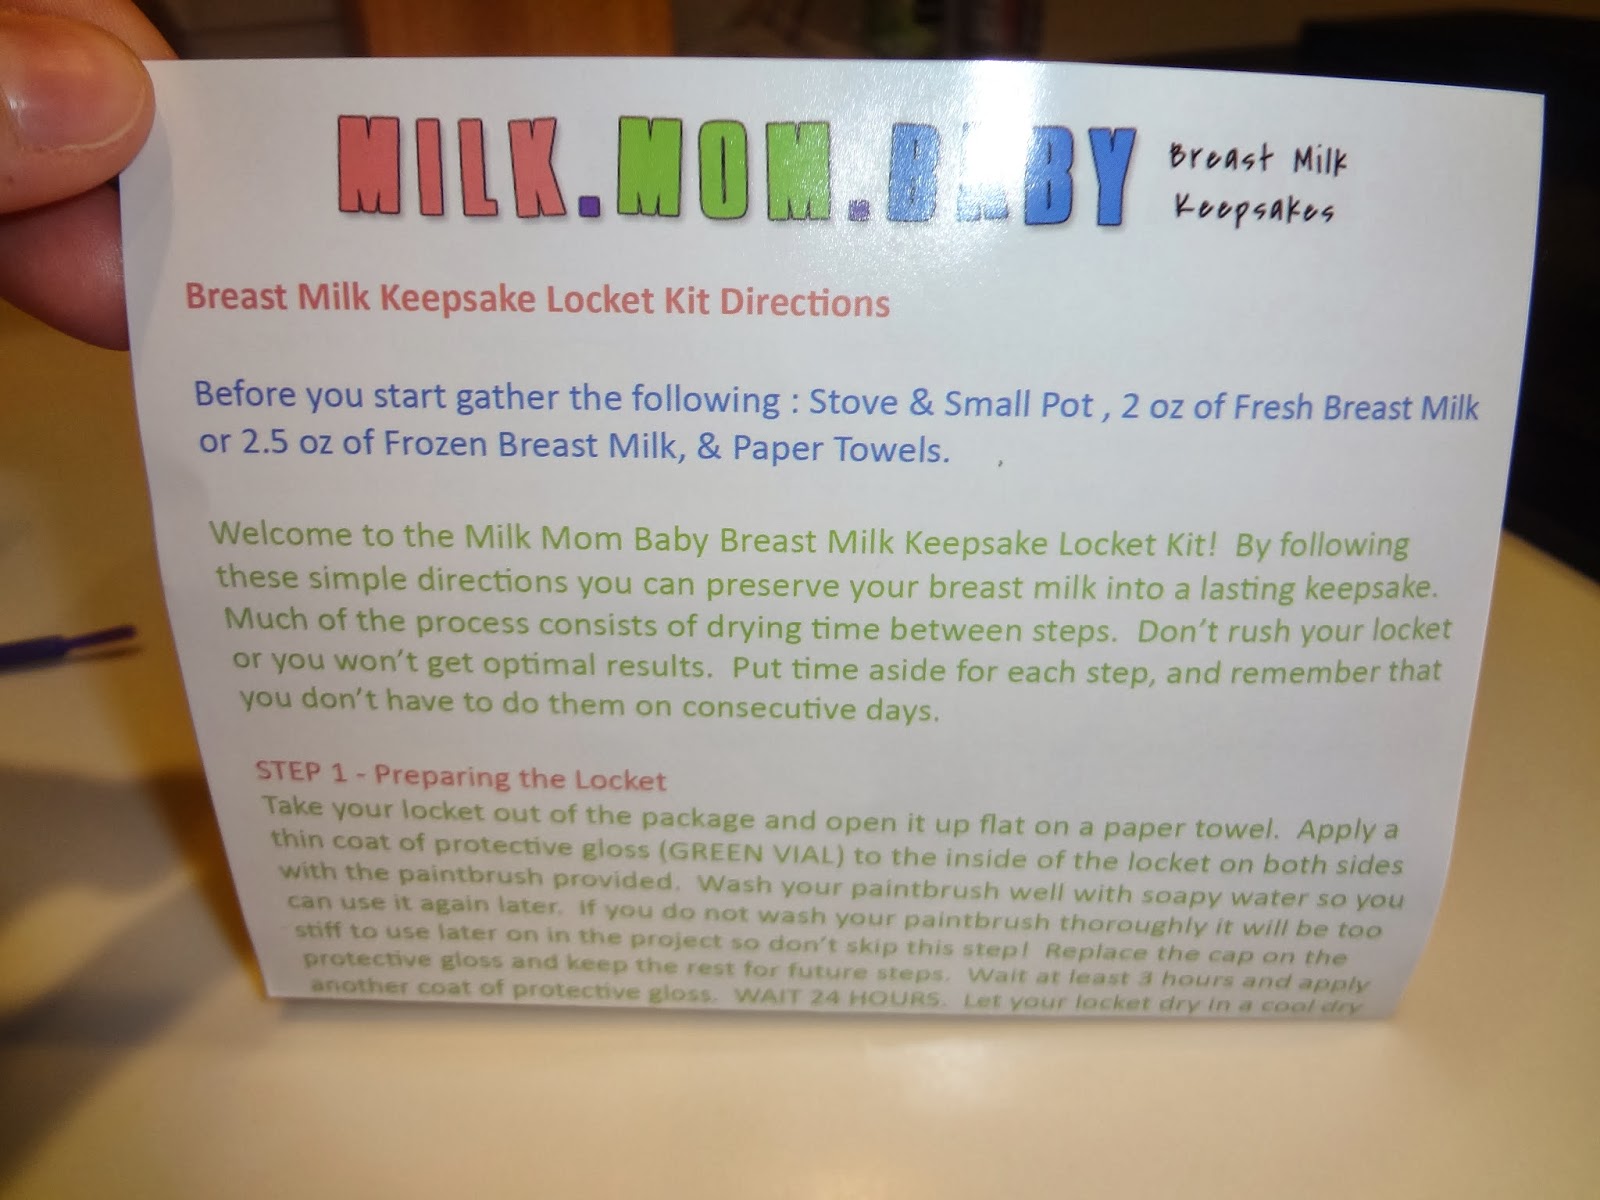 MILK.MOM.BABY Breast Milk
Keepsakes
Breast Milk Keepsake Locket Kit Directions
Before you start gather the following : Stove & Small Pot , 2 oz of Fresh Breast Milk
or 2.5 oz of Frozen Breast Milk, & Paper Towels.
Welcome to the Milk Mom Baby Breast Milk Keepsake Locket Kit! By following
these simple directions you can preserve your breast milk into a lasting keepsake.
Much of the process consists of drying time between steps. Don't rush your locket
or you won't get optimal results. Put time aside for each step, and remember that
you don't have to do them on consecutive days.
STEP 1 - Preparing the Locket
Take your locket out of the package and open it up flat on a paper towel. Apply a
thin coat of protective gloss (GREEN VIAL) to the inside of the locket on both sides
with the paintbrush provided. Wash your paintbrush well with soapy water so you
can use it again later. If you do not wash your paintbrush thoroughly it will be too
stiff to use later on in the project so don't skip this step! Replace the cap on the
protective gloss and keep the rest for future steps. Wait at least 3 hours and apply
another coat of protective gloss. WAIT 24 HOURS. Let your locket dry in a cool dry